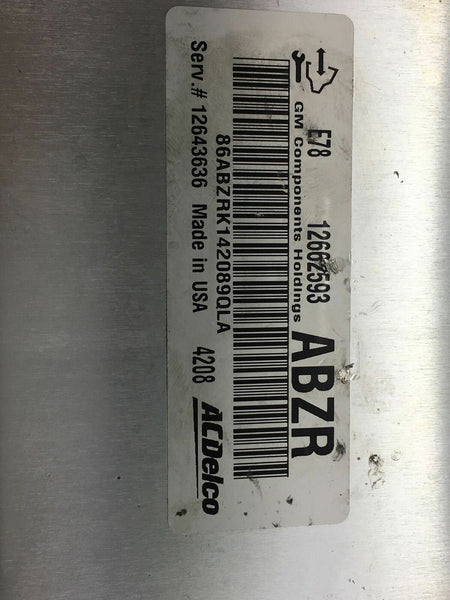 E78 12662593 ABZR
GM Components Holdings
86ABZRK142089QLA
Serv.# 12643636 Made in USA 4208 ACDelco